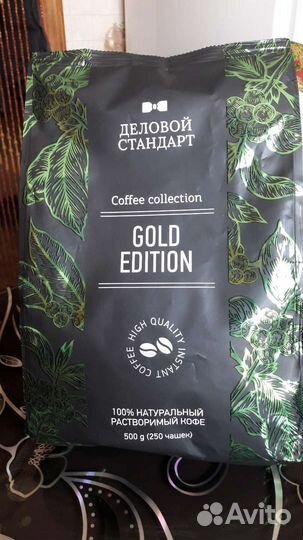 ДЕЛОВОЙ
СТАНДАРТ
Coffee collection
GOLD
EDITION
HIGH QUALITY INSTANT COFFEE
100% НАТУРАЛЬНЫЙ
РАСТВОРИМЫЙ КОФЕ
500 g (250 чашек)
Avito